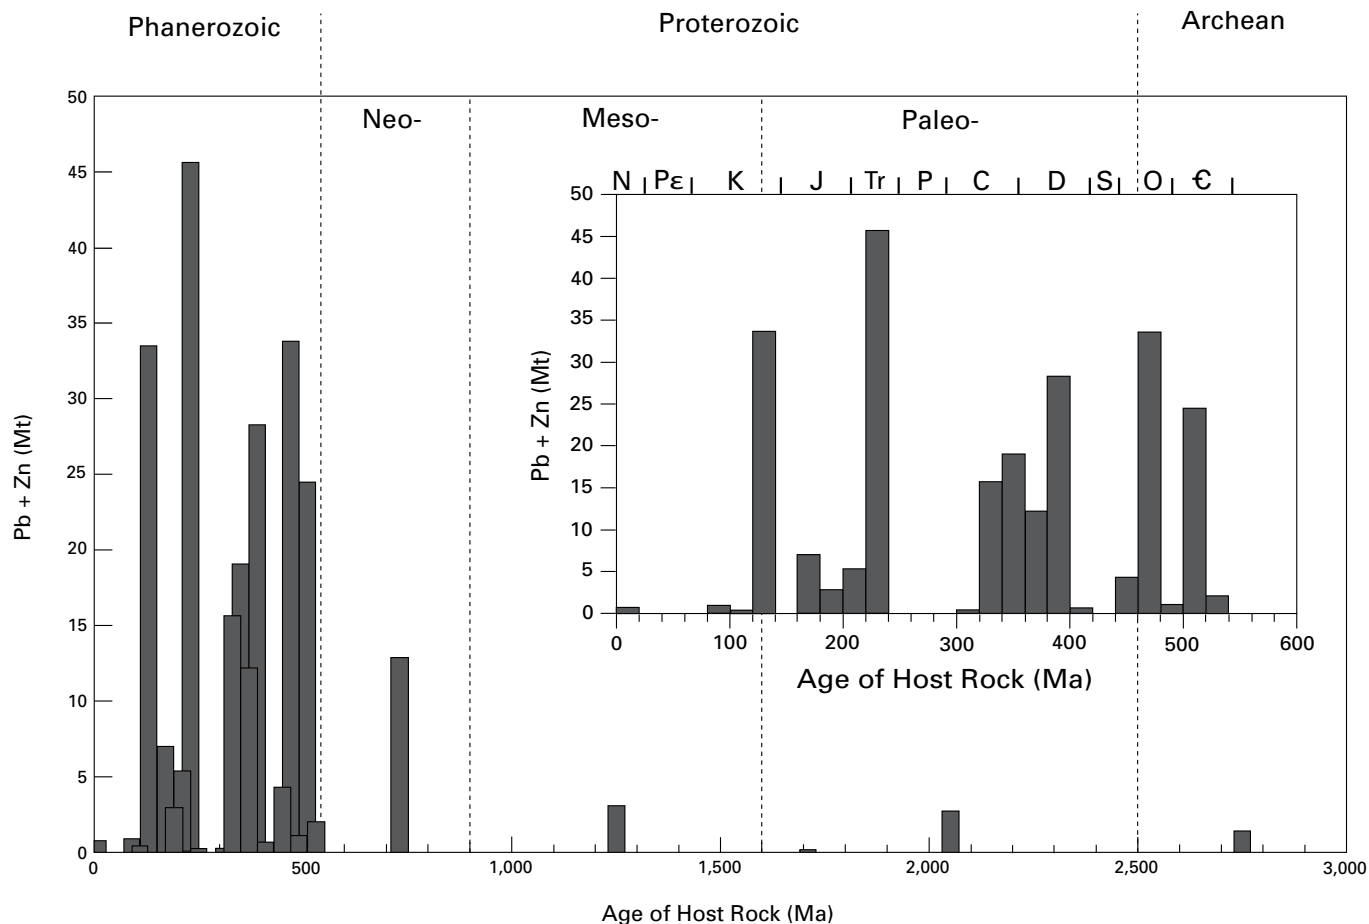 Phanerozoic
Proterozoic
Archean
Neo-
Meso-
Paleo-
50
45
40
35
30
25
20
15
10
5
0
Pb + Zn (Mt)
0
500
1,000
1,500
2,000
2,500
3,000
Age of Host Rock (Ma)
N
Pε
K
J
Tr
P
C
D
S
O
Є
50
45
40
35
30
25
20
15
10
5
0
Pb + Zn (Mt)
0
100
200
300
400
500
600
Age of Host Rock (Ma)